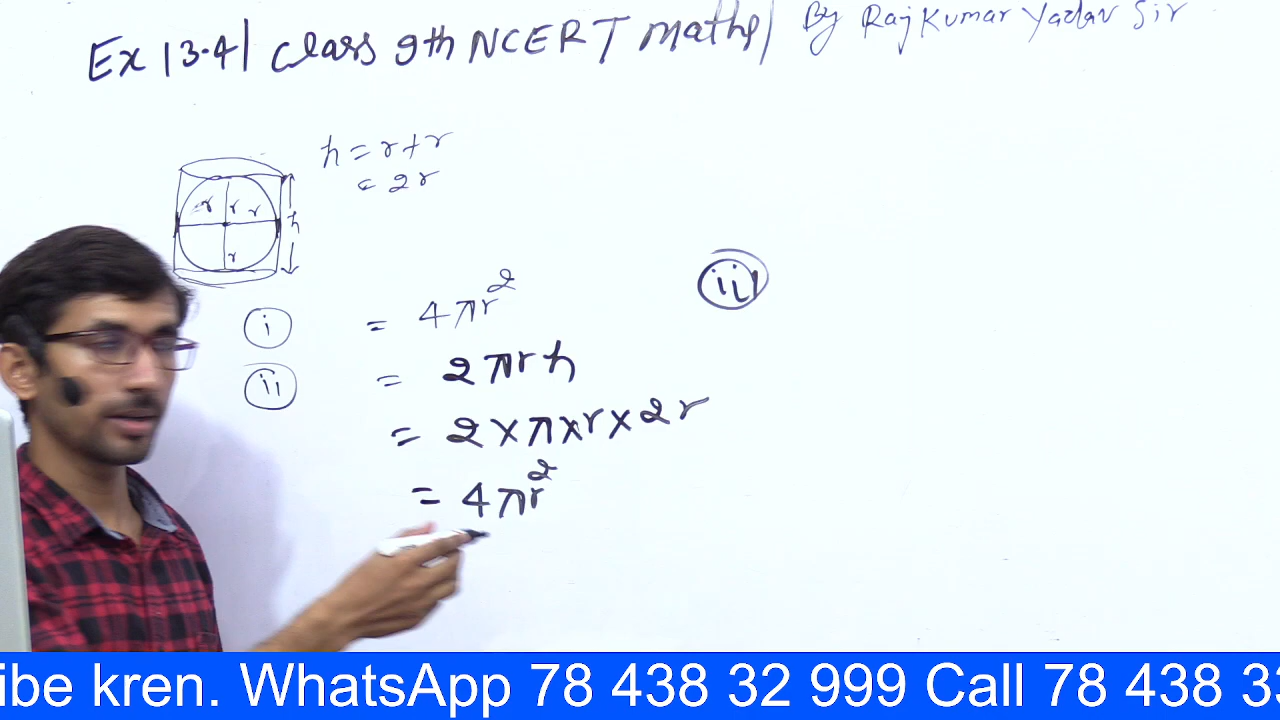 Ex 13.4 | Class 9th NCERT maths | By Raj Kumar Yadav Sir
h = r + r
= 2r
r r r
h
r
i = 4πr²
ii = 2πrh
= 2×π×r×2r
= 4πr²
iii
ibe kren. WhatsApp 78 438 32 999 Call 78 438 3